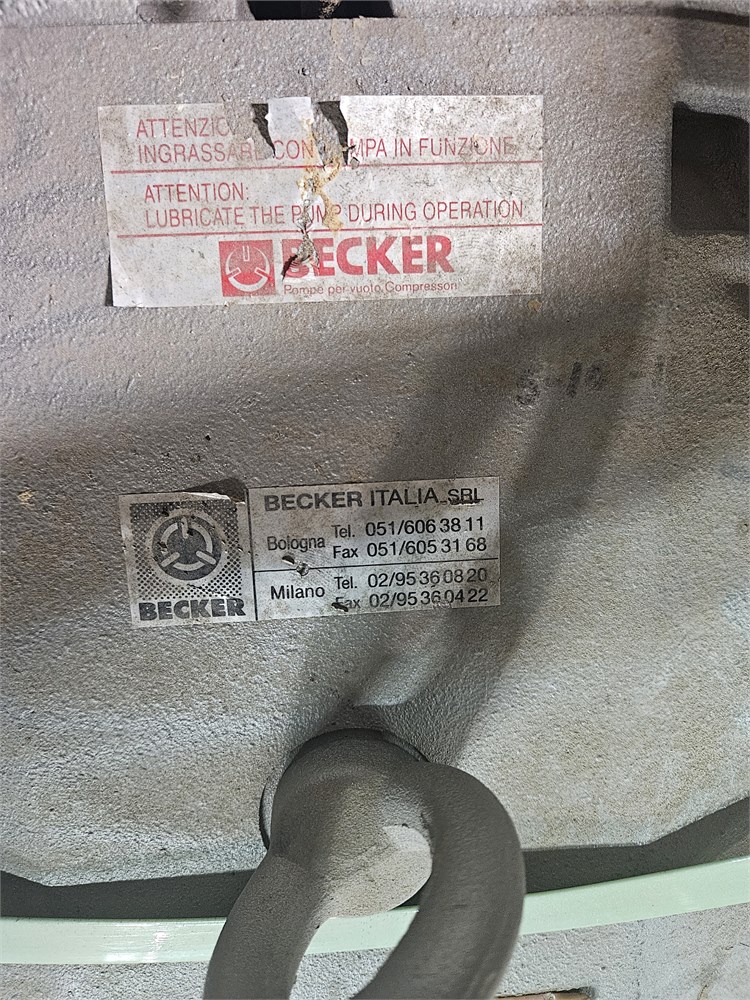 ATTENZIO
INGRASSARE CON MPA IN FUNZIONE
ATTENTION:
LUBRICATE THE PUMP DURING OPERATION
BECKER
Pompe per vuoto, Compressori
BECKER ITALIA SRL
Bologna Tel. 051/606 38 11
Fax 051/605 31 68
Milano Tel. 02/95 36 08 20
Fax 02/95 36 04 22
BECKER